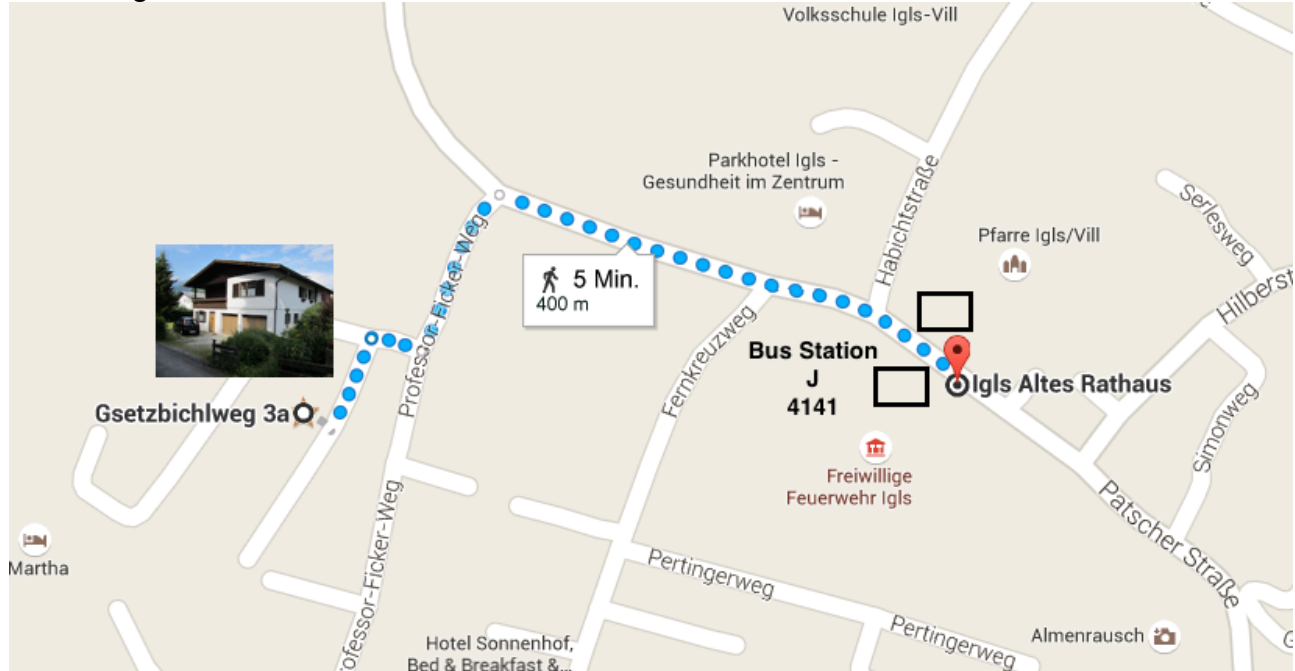 Volksschule Igls-Vill
Parkhotel Igls -
Gesundheit im Zentrum
Habichtstraße
Serlesweg
Pfarre Igls/Vill
Hilberst
Professor-Ficker-Weg
5 Min.
400 m
Fernkreuzweg
Bus Station
J
4141
Igls Altes Rathaus
Gsetzbichlweg 3a
Simonweg
Freiwillige
Feuerwehr Igls
Patscher Straße
Martha
Professor-Ficker-Weg
Pertingerweg
Pertingerweg
Almenrausch
Hotel Sonnenhof,
Bed & Breakfast &...
G